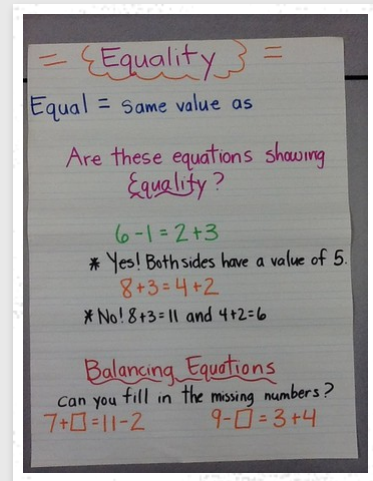 = {Equality} =
Equal = same value as
Are these equations showing
Equality?
6-1=2+3
* Yes! Both sides have a value of 5.
8+3=4+2
* No! 8+3=11 and 4+2=6
Balancing Equations
can you fill in the missing numbers?
7+□=11-2 9-□=3+4